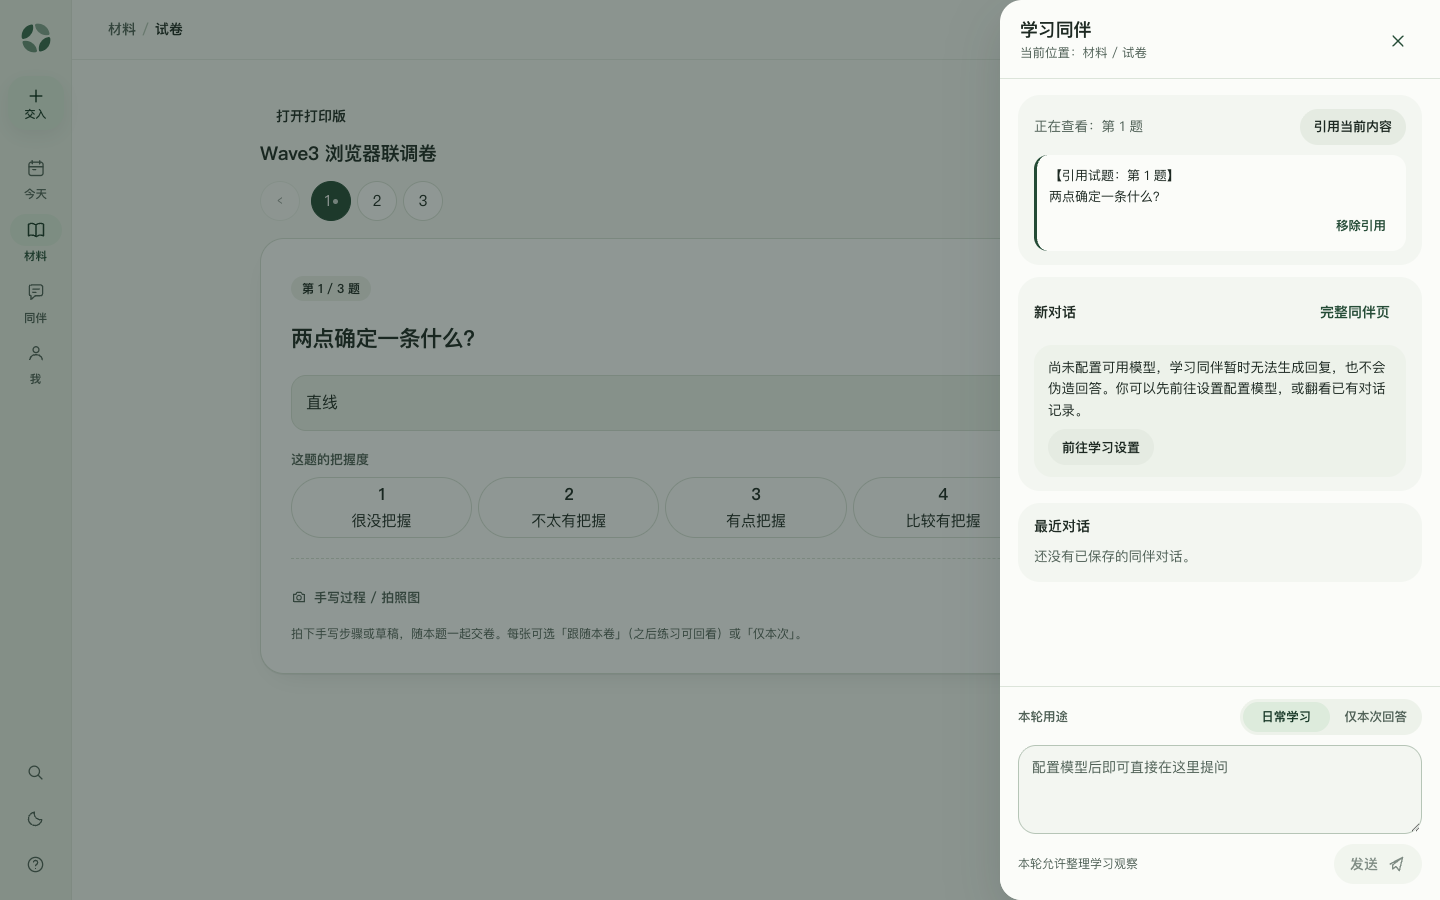 交入
今天
材料
同伴
我
材料 / 试卷
打开打印版
Wave3 浏览器联调卷
1 2 3
第 1 / 3 题
两点确定一条什么?
直线
这题的把握度
1
很没把握
2
不太有把握
3
有点把握
4
比较有把握
手写过程 / 拍照图
拍下手写步骤或草稿，随本题一起交卷。每张可选「跟随本卷」（之后练习可回看）或「仅本次」。
学习同伴
当前位置：材料 / 试卷
正在查看：第 1 题
引用当前内容
【引用试题：第 1 题】
两点确定一条什么?
移除引用
新对话
完整同伴页
尚未配置可用模型，学习同伴暂时无法生成回复，也不会
伪造回答。你可以先前往设置配置模型，或翻看已有对话
记录。
前往学习设置
最近对话
还没有已保存的同伴对话。
本轮用途
日常学习
仅本次回答
配置模型后即可直接在这里提问
本轮允许整理学习观察
发送